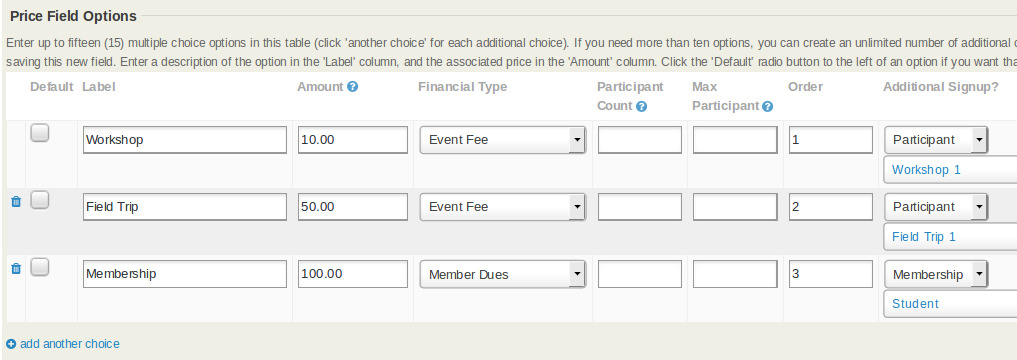 Price Field Options
Enter up to fifteen (15) multiple choice options in this table (click 'another choice' for each additional choice). If you need more than ten options, you can create an unlimited number of additional
saving this new field. Enter a description of the option in the 'Label' column, and the associated price in the 'Amount' column. Click the 'Default' radio button to the left of an option if you want
Default Label Amount ? Financial Type Participant Count ? Max Participant ? Order Additional Signup?
Workshop 10.00 Event Fee 1 Participant
Workshop 1
Field Trip 50.00 Event Fee 2 Participant
Field Trip 1
Membership 100.00 Member Dues 3 Membership
Student
add another choice